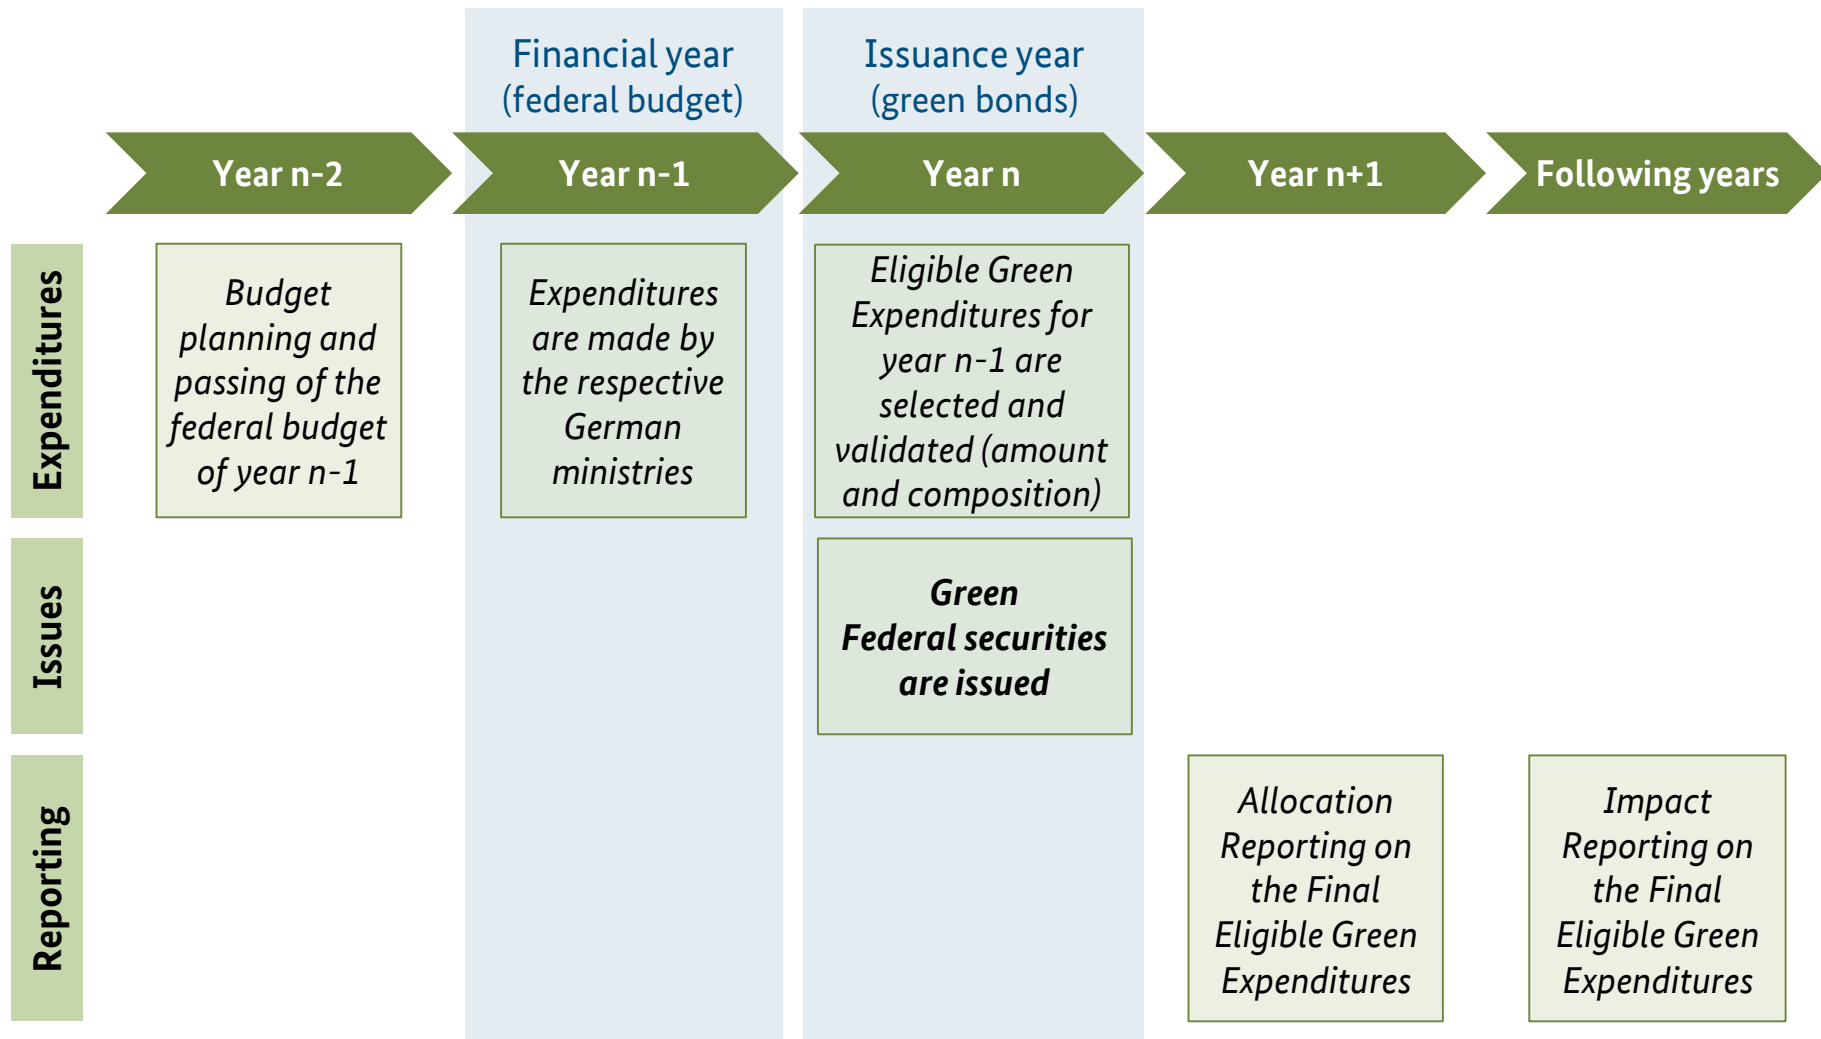 Financial year
(federal budget)
Issuance year
(green bonds)
Year n-2
Year n-1
Year n
Year n+1
Following years
Expenditures
Budget
planning and
passing of the
federal budget
of year n-1
Expenditures
are made by
the respective
German
ministries
Eligible Green
Expenditures for
year n-1 are
selected and
validated (amount
and composition)
Issues
Green
Federal securities
are issued
Reporting
Allocation
Reporting on
the Final
Eligible Green
Expenditures
Impact
Reporting on
the Final
Eligible Green
Expenditures